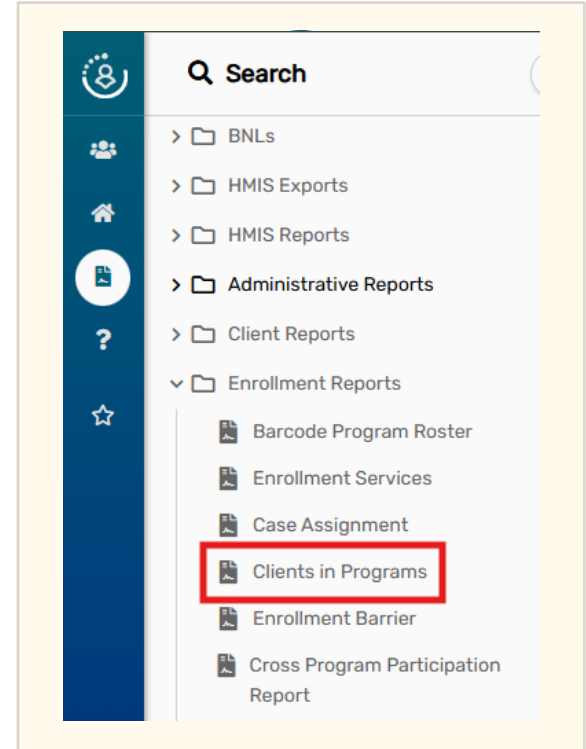 Search
BNLs
HMIS Exports
HMIS Reports
Administrative Reports
Client Reports
?
Enrollment Reports
Barcode Program Roster
Enrollment Services
Case Assignment
Clients in Programs
Enrollment Barrier
Cross Program Participation
Report